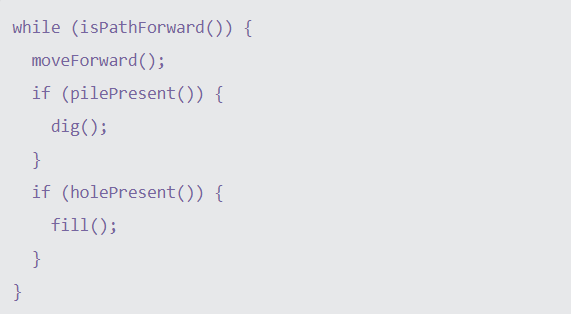 while (isPathForward()) {
  moveForward();
  if (pilePresent()) {
    dig();
  }
  if (holePresent()) {
    fill();
  }
}